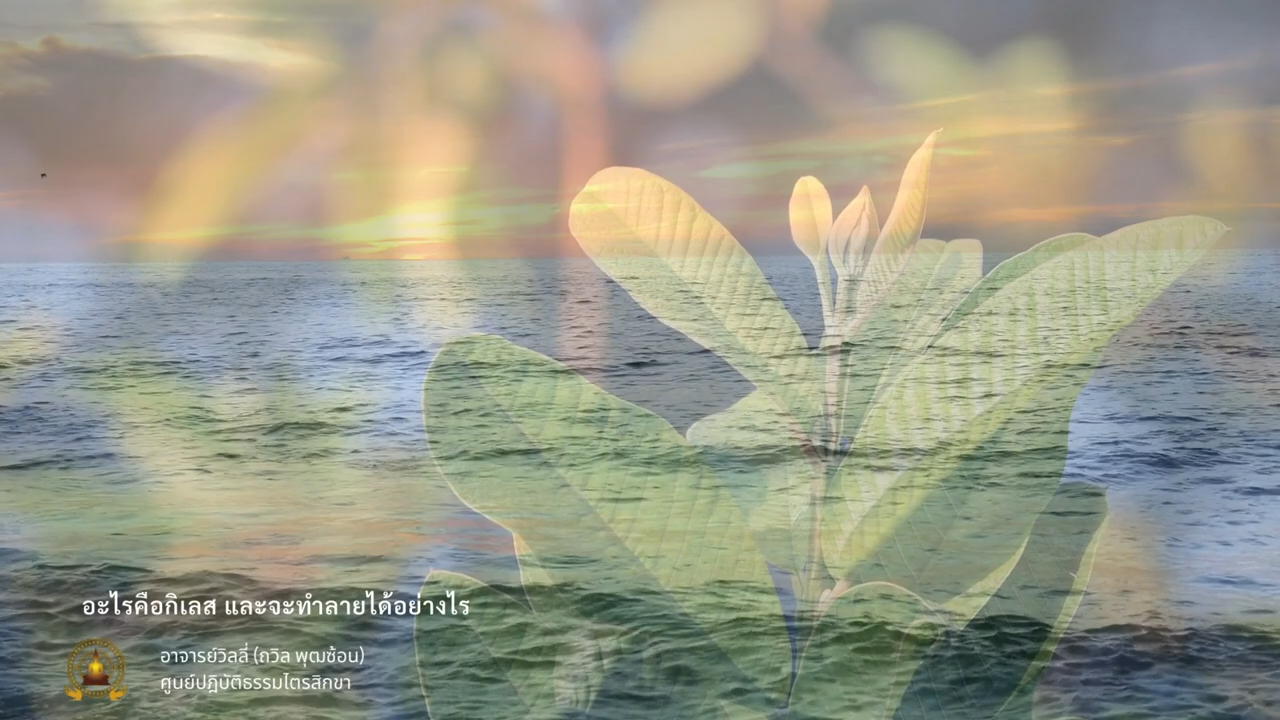 อะไรคือกิเลส และจะทำลายได้อย่างไร
อาจารย์วิลลี่ (ถวิล พุฒซ้อน)
ศูนย์ปฏิบัติธรรมไตรสิกขา